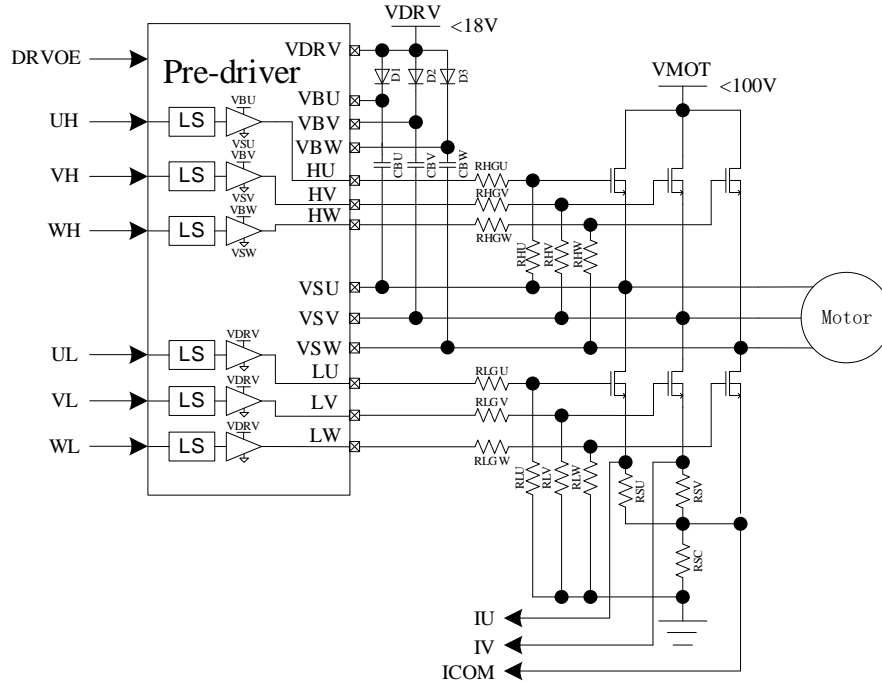 VDRV
<18V
DRVOE
VDRV
D1
D2
D3
Pre-driver
VMOT
<100V
VBU
VBU
UH
LS
VBV
VSU
VBW
CBU
CBV
CBW
VBV
VH
LS
HU
RHGU
VSV
HV
RHGV
VBW
WH
LS
HW
RHGW
VSW
RHU
RHV
RHW
VSU
VSV
Motor
VSW
VDRV
UL
LS
LU
RLGU
VDRV
VL
LS
LV
RLGV
VDRV
WL
LS
LW
RLGW
RLU
RLV
RLW
RSU
RSV
RSC
IU
IV
ICOM